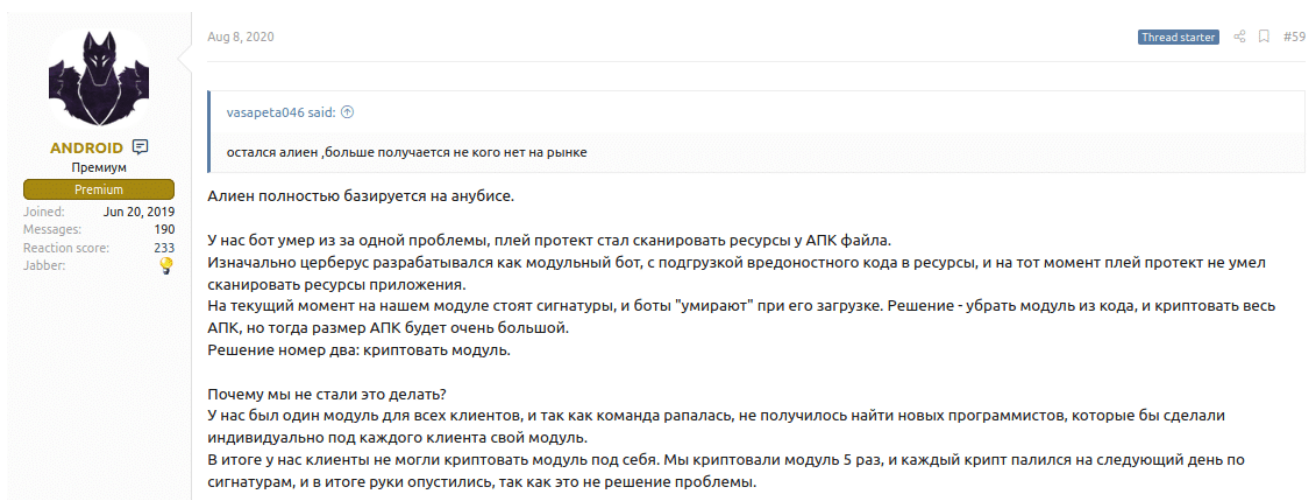 Aug 8, 2020
Thread starter
#59
vasapeta046 said:
остался алиен ,больше получается не кого нет на рынке
ANDROID
Премиум
Premium
Joined: Jun 20, 2019
Messages: 190
Reaction score: 233
Jabber:
Алиен полностью базируется на анубисе.
У нас бот умер из за одной проблемы, плей протект стал сканировать ресурсы у АПК файла.
Изначально церберус разрабатывался как модульный бот, с подгрузкой вредоностного кода в ресурсы, и на тот момент плей протект не умел
сканировать ресурсы приложения.
На текущий момент на нашем модуле стоят сигнатуры, и боты "умирают" при его загрузке. Решение - убрать модуль из кода, и криптовать весь
АПК, но тогда размер АПК будет очень большой.
Решение номер два: криптовать модуль.
Почему мы не стали это делать?
У нас был один модуль для всех клиентов, и так как команда рапалась, не получилось найти новых программистов, которые бы сделали
индивидуально под каждого клиента свой модуль.
В итоге у нас клиенты не могли криптовать модуль под себя. Мы криптовали модуль 5 раз, и каждый крипт палился на следующий день по
сигнатурам, и в итоге руки опустились, так как это не решение проблемы.